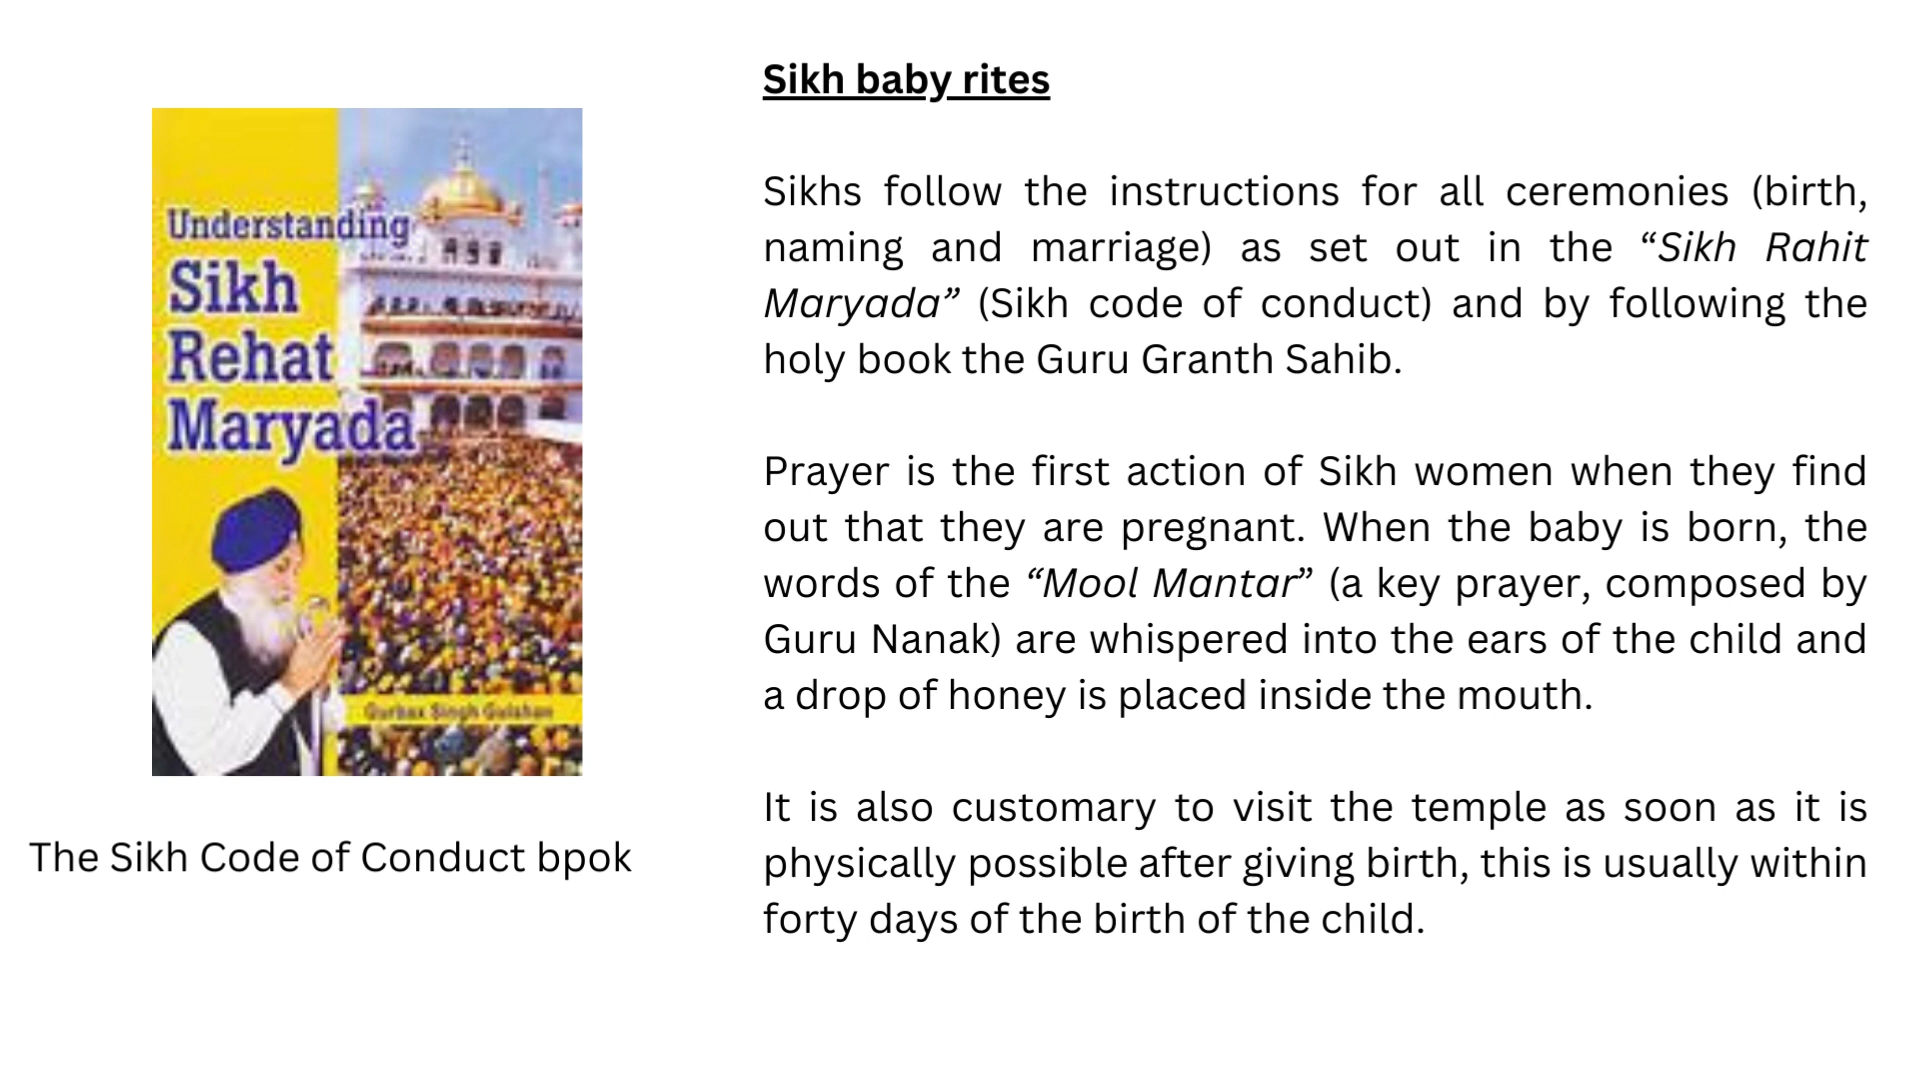 Sikh baby rites
Sikhs follow the instructions for all ceremonies (birth,
naming and marriage) as set out in the “Sikh Rahit
Maryada” (Sikh code of conduct) and by following the
holy book the Guru Granth Sahib.
Prayer is the first action of Sikh women when they find
out that they are pregnant. When the baby is born, the
words of the “Mool Mantar” (a key prayer, composed by
Guru Nanak) are whispered into the ears of the child and
a drop of honey is placed inside the mouth.
It is also customary to visit the temple as soon as it is
physically possible after giving birth, this is usually within
forty days of the birth of the child.
Understanding
Sikh
Rehat
Maryada
Gurbax Singh Gulshan
The Sikh Code of Conduct bpok